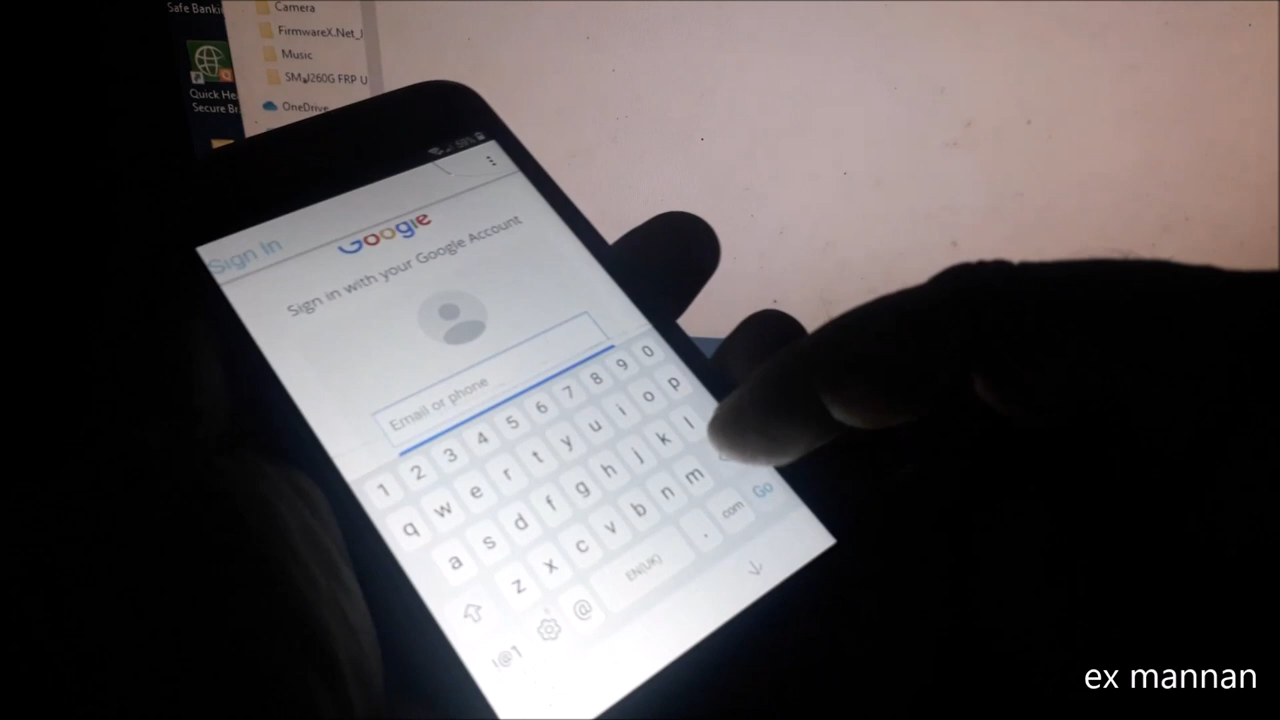 Safe Banki
Camera
FirmwareX.Net_J
Music
SM-J260G FRP U
Quick He
Secure Br
OneDrive
59%
Sign in
Google
Sign in with your Google Account
Email or phone
1 2 3 4 5 6 7 8 9 0
q w e r t y u i o p
a s d f g h j k l
z x c v b n m
!@1 @ EN(UK) . .com Go
ex mannan